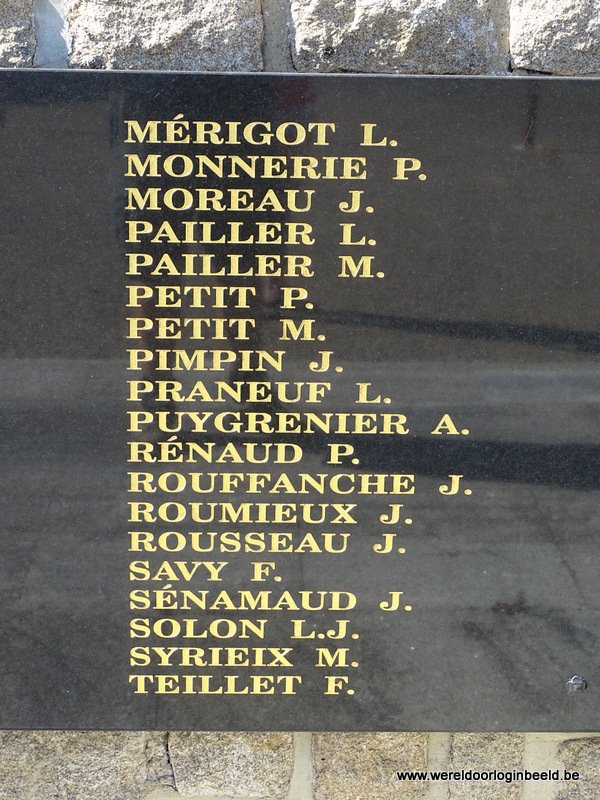 MÉRIGOT L.
MONNERIE P.
MOREAU J.
PAILLER L.
PAILLER M.
PETIT P.
PETIT M.
PIMPIN J.
PRANEUF L.
PUYGRENIER A.
RÉNAUD P.
ROUFFANCHE J.
ROUMIEUX J.
ROUSSEAU J.
SAVY F.
SÉNAMAUD J.
SOLON L.J.
SYRIEIX M.
TEILLET F.
www.wereldoorloginbeeld.be